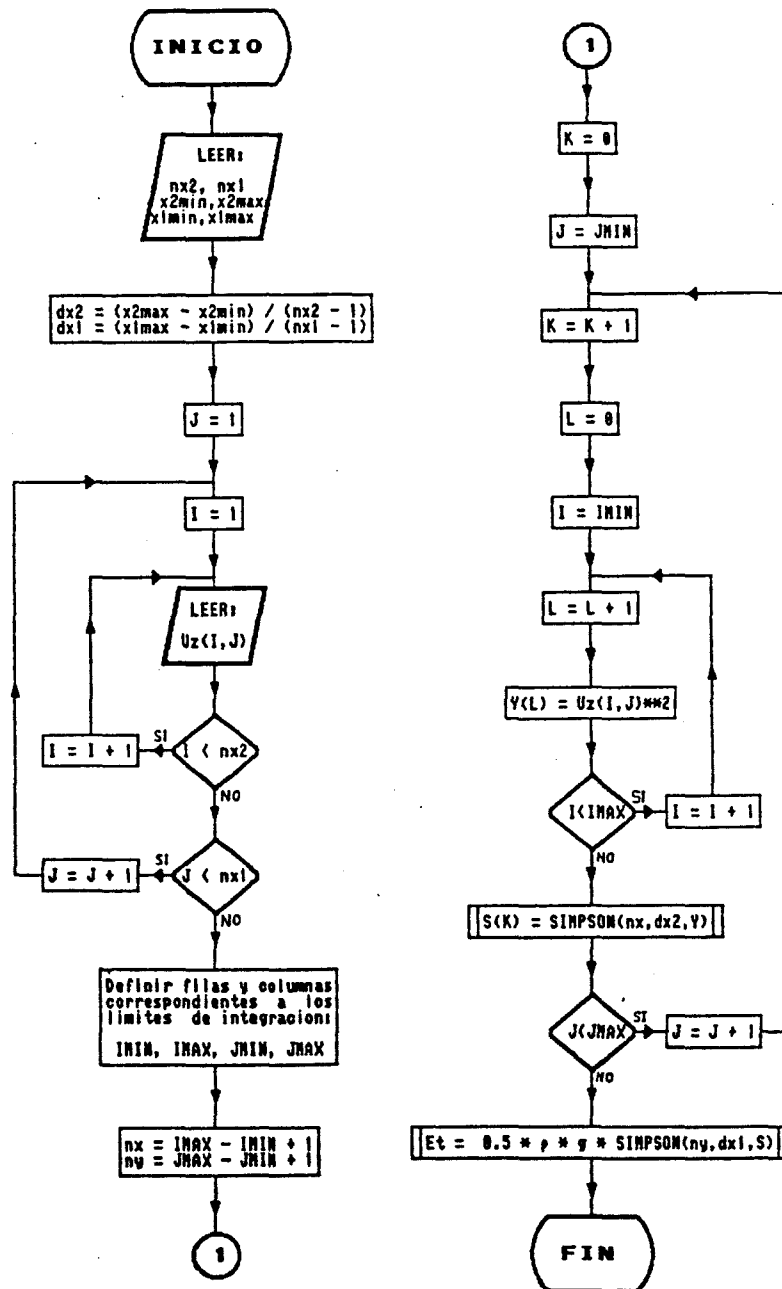 INICIO
LEER:
nx2, nx1
x2min,x2max
x1min,x1max
dx2 = (x2max - x2min) / (nx2 - 1)
dx1 = (x1max - x1min) / (nx1 - 1)
J = 1
I = 1
LEER:
Uz(I,J)
I < nx2
SI
I = I + 1
NO
J < nx1
SI
J = J + 1
NO
Definir filas y columnas
correspondientes a los
limites de integracion:
IMIN, IMAX, JMIN, JMAX
nx = IMAX - IMIN + 1
ny = JMAX - JMIN + 1
1
1
K = 0
J = JMIN
K = K + 1
L = 0
I = IMIN
L = L + 1
Y(L) = Uz(I,J)**2
I<IMAX
SI
I = I + 1
NO
S(K) = SIMPSON(nx,dx2,Y)
J<JMAX
SI
J = J + 1
NO
Et = 0.5 * ρ * g * SIMPSON(ny,dx1,S)
FIN